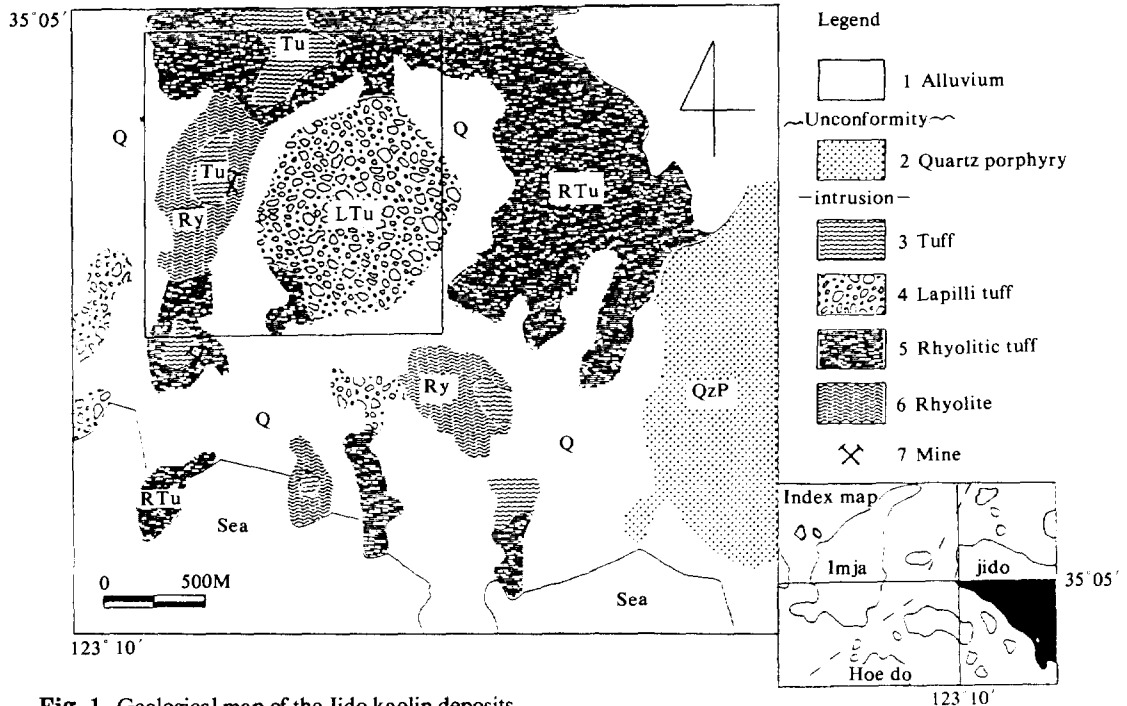 35°05′
Tu
Q
Q
Tu
RTu
LTu
Ry
Ry
QzP
Q
Q
RTu
Sea
0 500M
Sea
123° 10′
Legend
1 Alluvium
~Unconformity~
2 Quartz porphyry
—intrusion—
3 Tuff
4 Lapilli tuff
5 Rhyolitic tuff
6 Rhyolite
7 Mine
Index map
Imja jido
35°05′
Hoe do
123°10′
Fig. 1. Geological map of the Jido kaolin deposits